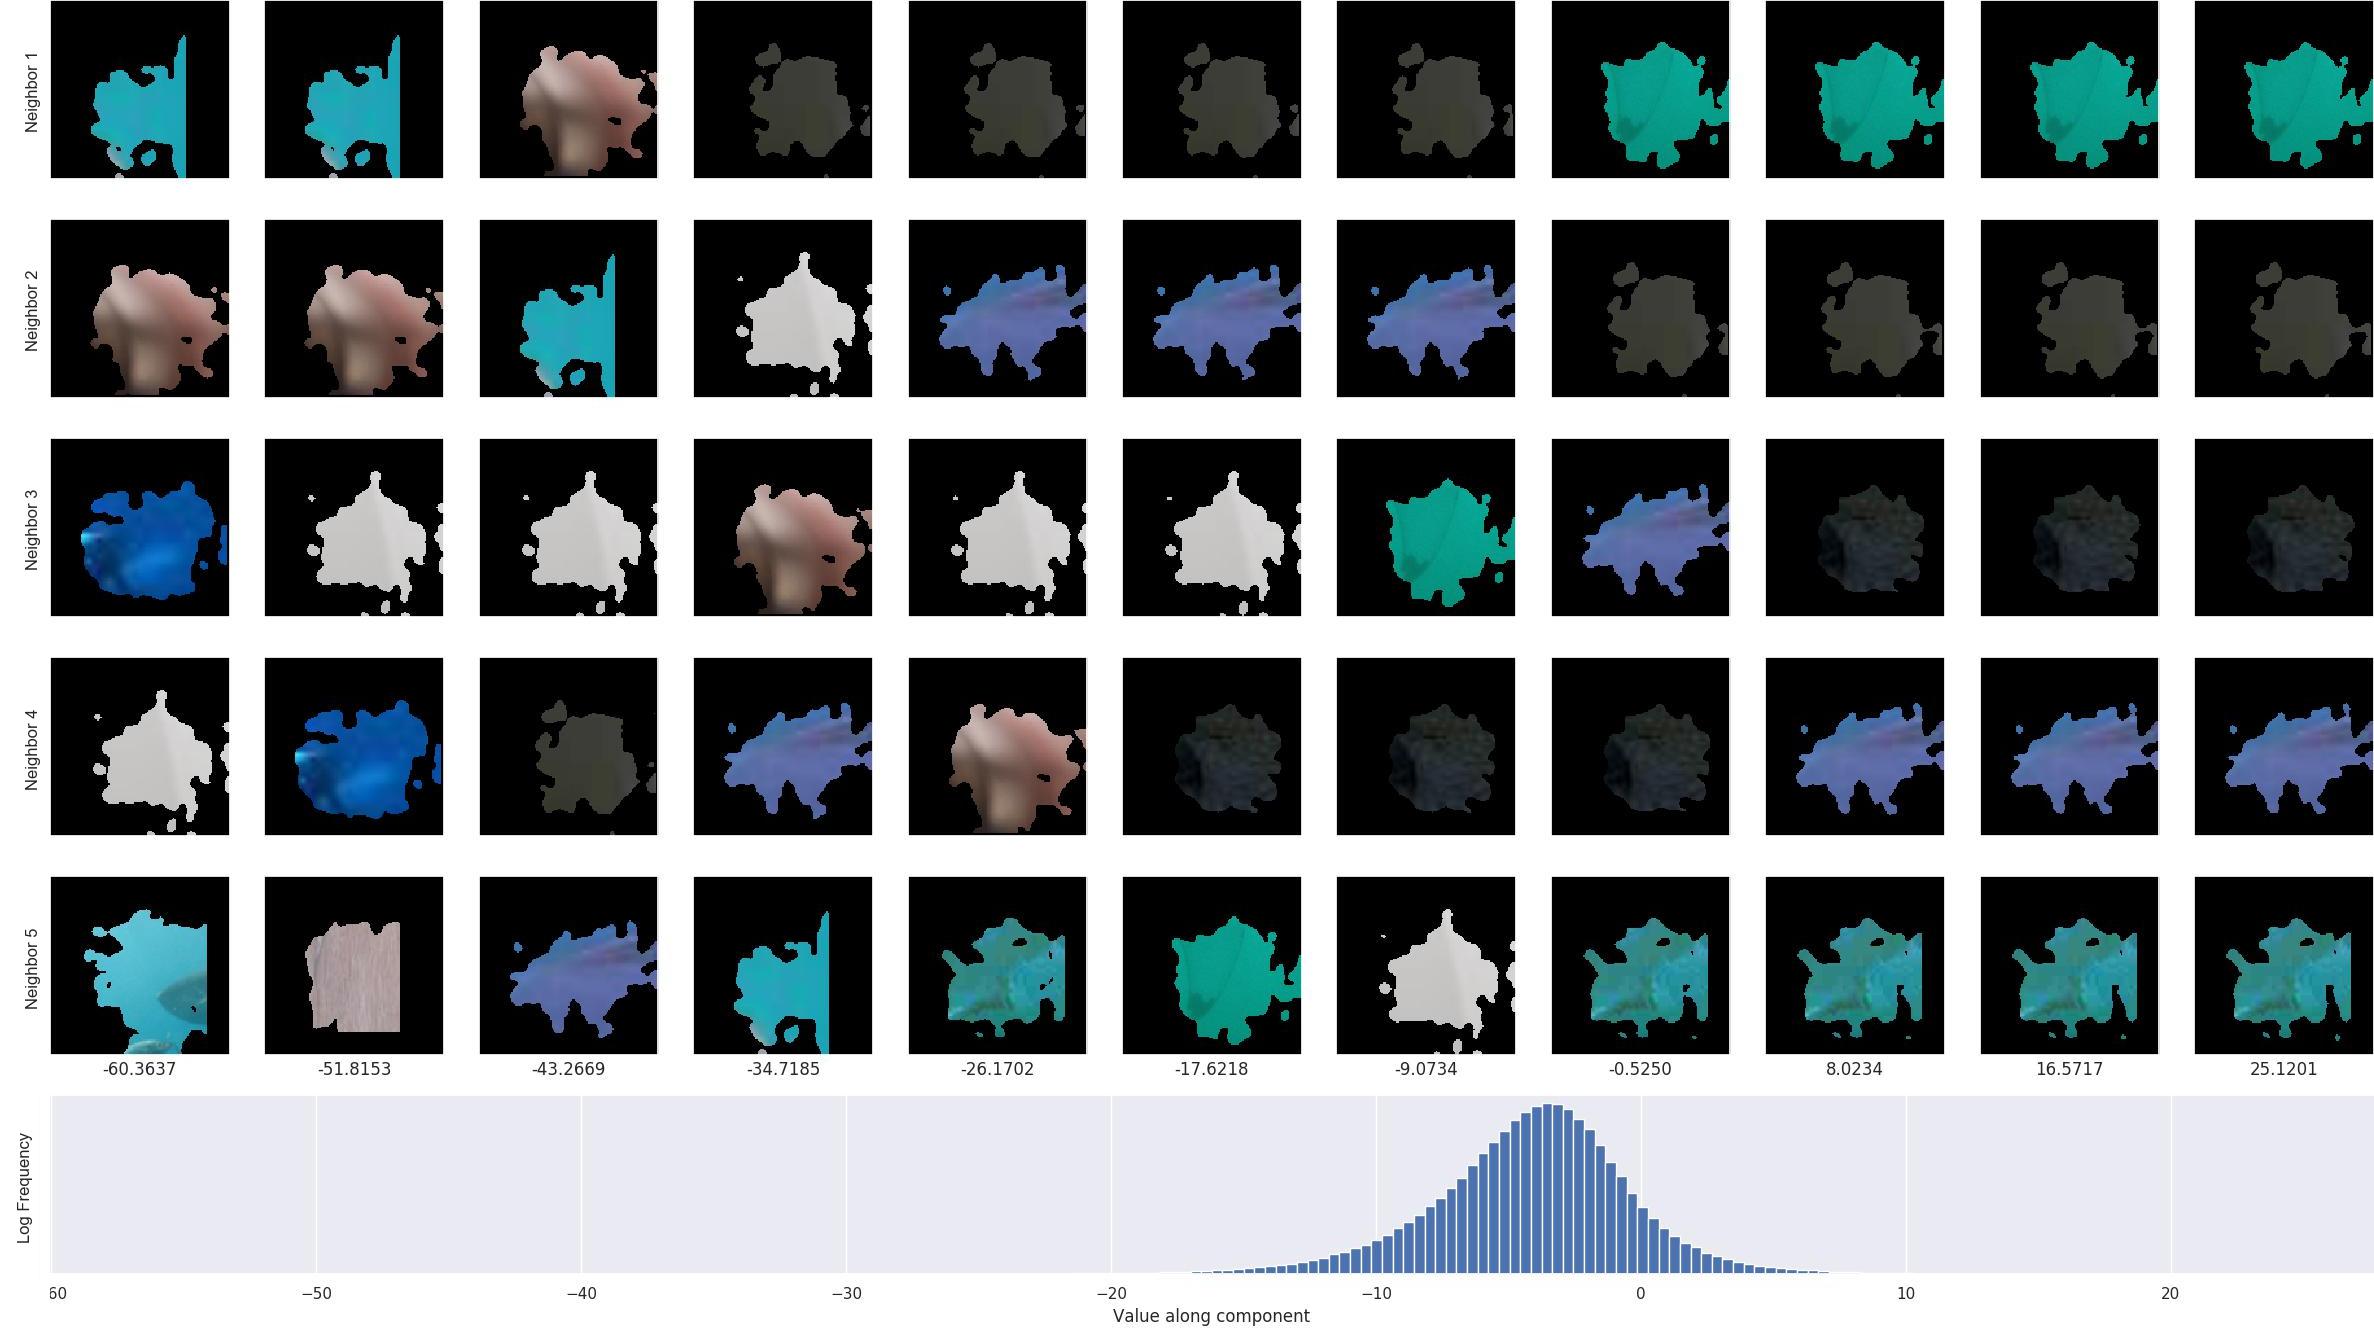 Neighbor 1
Neighbor 2
Neighbor 3
Neighbor 4
Neighbor 5
-60.3637 -51.8153 -43.2669 -34.7185 -26.1702 -17.6218 -9.0734 -0.5250 8.0234 16.5717 25.1201
Log Frequency
60 −50 −40 −30 −20 −10 0 10 20
Value along component